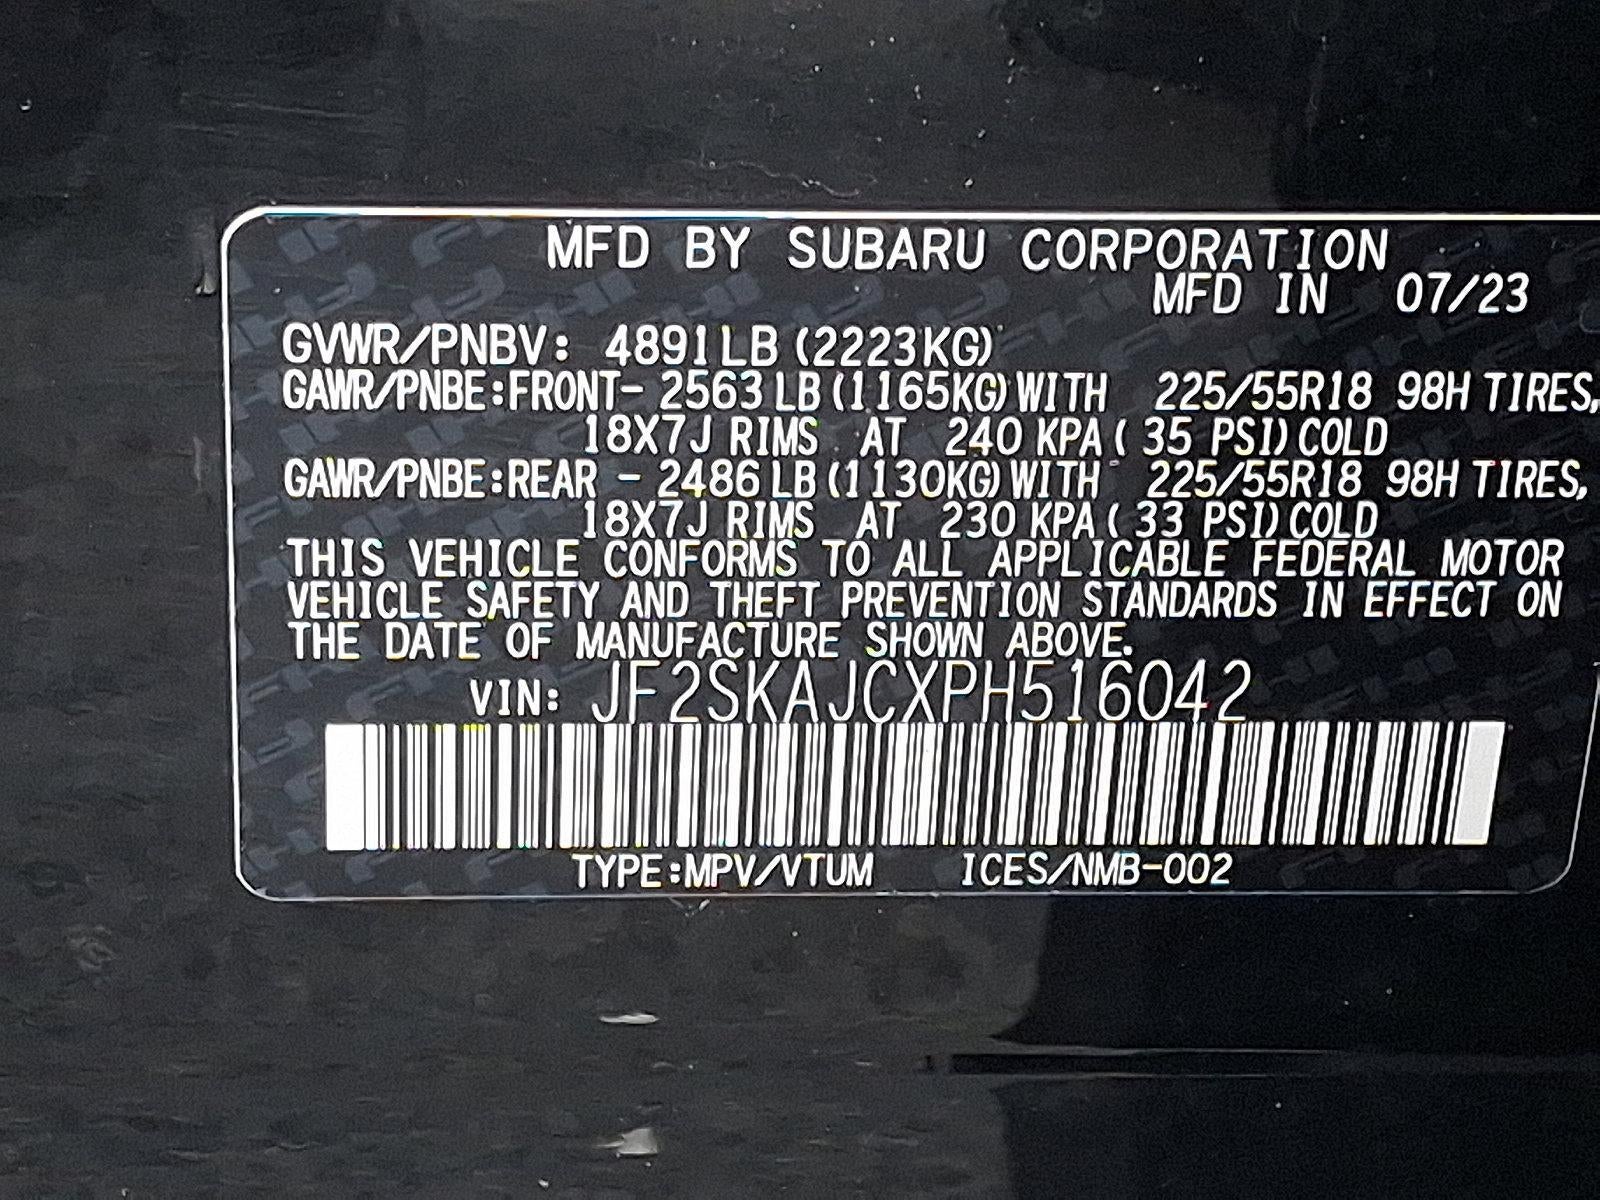 MFD BY SUBARU CORPORATION
MFD IN 07/23
GVWR/PNBV: 4891LB (2223KG)
GAWR/PNBE:FRONT- 2563 LB (1165KG) WITH 225/55R18 98H TIRES,
18X7J RIMS AT 240 KPA ( 35 PSI) COLD
GAWR/PNBE:REAR - 2486 LB (1130KG) WITH 225/55R18 98H TIRES,
18X7J RIMS AT 230 KPA ( 33 PSI) COLD
THIS VEHICLE CONFORMS TO ALL APPLICABLE FEDERAL MOTOR
VEHICLE SAFETY AND THEFT PREVENTION STANDARDS IN EFFECT ON
THE DATE OF MANUFACTURE SHOWN ABOVE.
VIN: JF2SKAJCXPH516042
TYPE:MPV/VTUM ICES/NMB-002